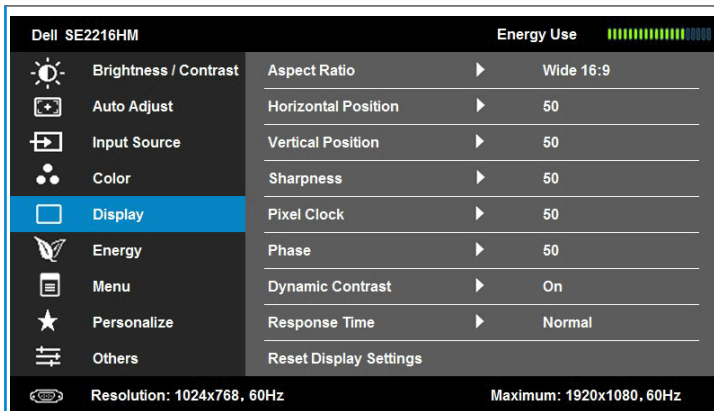 Dell SE2216HM Energy Use
Brightness / Contrast Aspect Ratio Wide 16:9
Auto Adjust Horizontal Position 50
Input Source Vertical Position 50
Color Sharpness 50
Display Pixel Clock 50
Energy Phase 50
Menu Dynamic Contrast On
Personalize Response Time Normal
Others Reset Display Settings
Resolution: 1024x768, 60Hz Maximum: 1920x1080, 60Hz